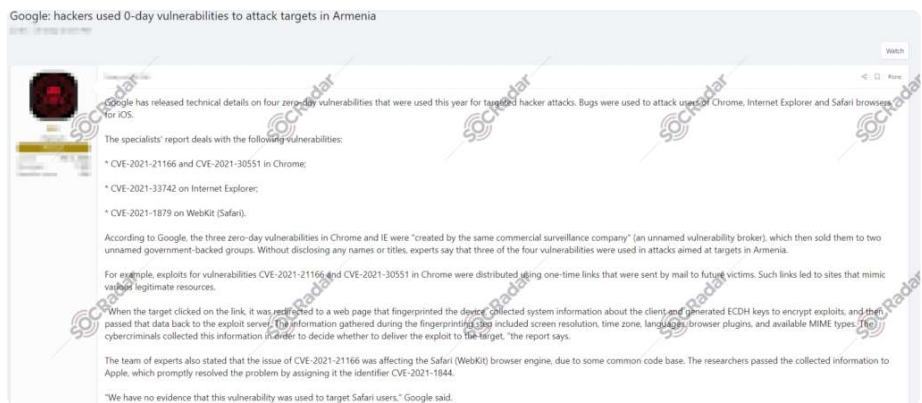 Google: hackers used 0-day vulnerabilities to attack targets in Armenia
Watch
Google has released technical details on four zero-day vulnerabilities that were used this year for targeted hacker attacks. Bugs were used to attack users of Chrome, Internet Explorer and Safari browsers
for iOS.
The specialists' report deals with the following vulnerabilities:
* CVE-2021-21166 and CVE-2021-30551 in Chrome;
* CVE-2021-33742 on Internet Explorer;
* CVE-2021-1879 on WebKit (Safari).
According to Google, the three zero-day vulnerabilities in Chrome and IE were "created by the same commercial surveillance company" (an unnamed vulnerability broker), which then sold them to two
unnamed government-backed groups. Without disclosing any names or titles, experts say that three of the four vulnerabilities were used in attacks aimed at targets in Armenia.
For example, exploits for vulnerabilities CVE-2021-21166 and CVE-2021-30551 in Chrome were distributed using one-time links that were sent by mail to future victims. Such links led to sites that mimic
various legitimate resources.
"When the target clicked on the link, it was redirected to a web page that fingerprinted the device, collected system information about the client and generated ECDH keys to encrypt exploits, and then
passed that data back to the exploit server. The information gathered during the fingerprinting step included screen resolution, time zone, languages, browser plugins, and available MIME types. The
cybercriminals collected this information in order to decide whether to deliver the exploit to the target, "the report says.
The team of experts also stated that the issue of CVE-2021-21166 was affecting the Safari (WebKit) browser engine, due to some common code base. The researchers passed the collected information to
Apple, which promptly resolved the problem by assigning it the identifier CVE-2021-1844.
"We have no evidence that this vulnerability was used to target Safari users," Google said.
SOCRadar
SOCRadar
SOCRadar
SOCRadar
SOCRadar
SOCRadar
SOCRadar
SOCRadar